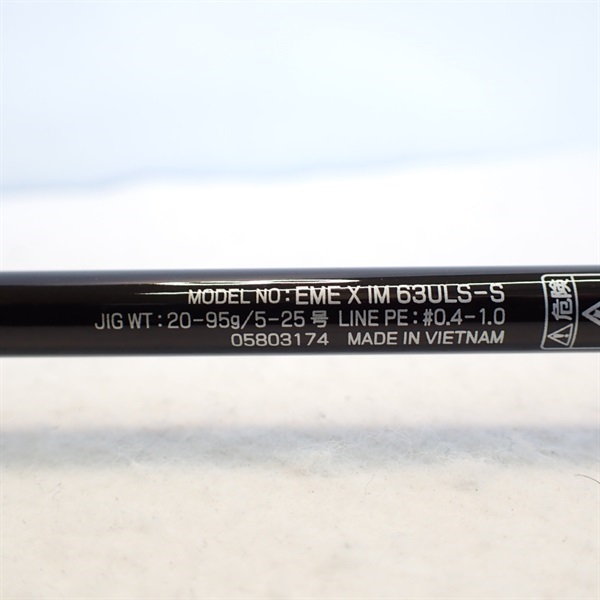 MODEL NO: EME X IM 63ULS-S
JIG WT: 20-95g/5-25号 LINE PE: #0.4-1.0
05803174 MADE IN VIETNAM
危険